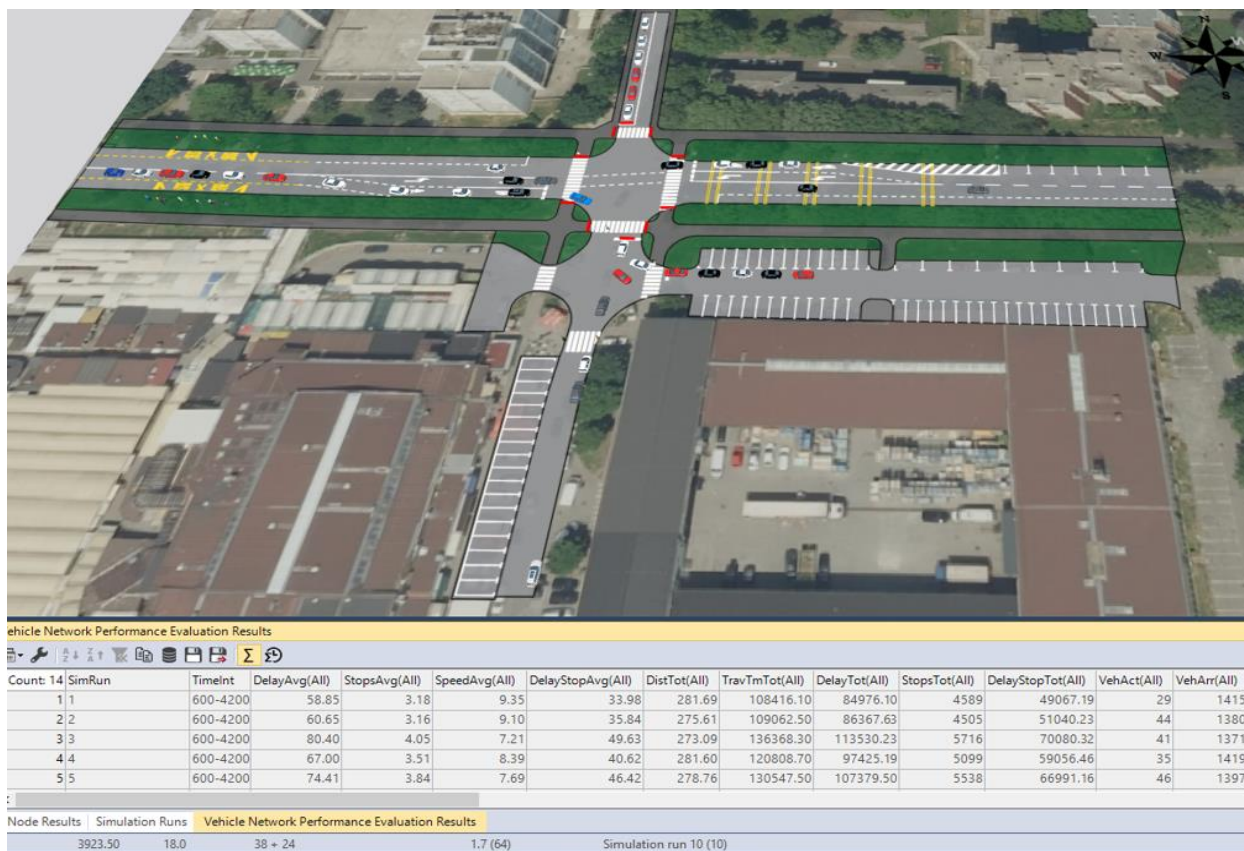 N
W
S
ehicle Network Performance Evaluation Results
Count: 14 SimRun TimeInt DelayAvg(All) StopsAvg(All) SpeedAvg(All) DelayStopAvg(All) DistTot(All) TravTmTot(All) DelayTot(All) StopsTot(All) DelayStopTot(All) VehAct(All) VehArr(All)
1 1 600-4200 58.85 3.18 9.35 33.98 281.69 108416.10 84976.10 4589 49067.19 29 1415
2 2 600-4200 60.65 3.16 9.10 35.84 275.61 109062.50 86367.63 4505 51040.23 44 1380
3 3 600-4200 80.40 4.05 7.21 49.63 273.09 136368.30 113530.23 5716 70080.32 41 1371
4 4 600-4200 67.00 3.51 8.39 40.62 281.60 120808.70 97425.19 5099 59056.46 35 1419
5 5 600-4200 74.41 3.84 7.69 46.42 278.76 130547.50 107379.50 5538 66991.16 46 1397
Node Results Simulation Runs Vehicle Network Performance Evaluation Results
3923.50 18.0 38 + 24 1.7 (64) Simulation run 10 (10)